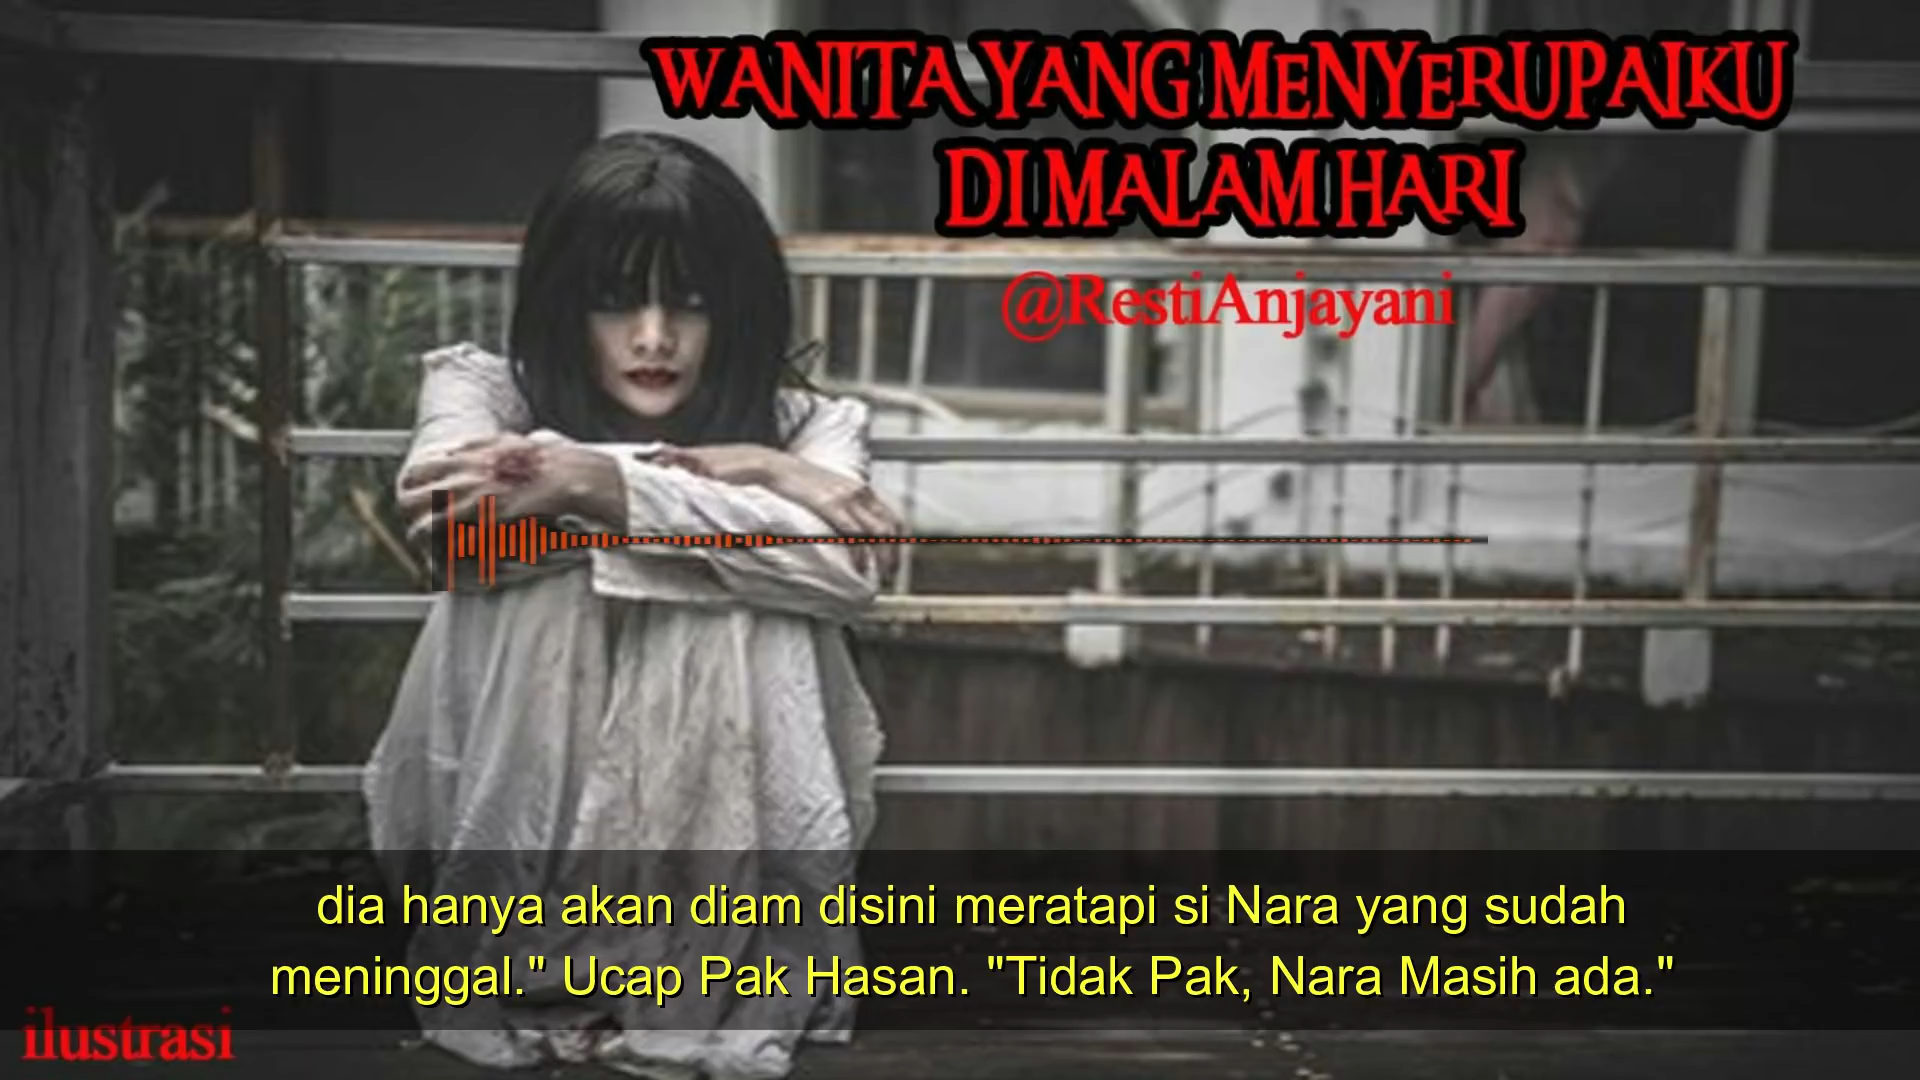 WANITA YANG MENYERUPAIKU
DI MALAM HARI
@RestiAnjayani
dia hanya akan diam disini meratapi si Nara yang sudah
meninggal." Ucap Pak Hasan. "Tidak Pak, Nara Masih ada."
ilustrasi